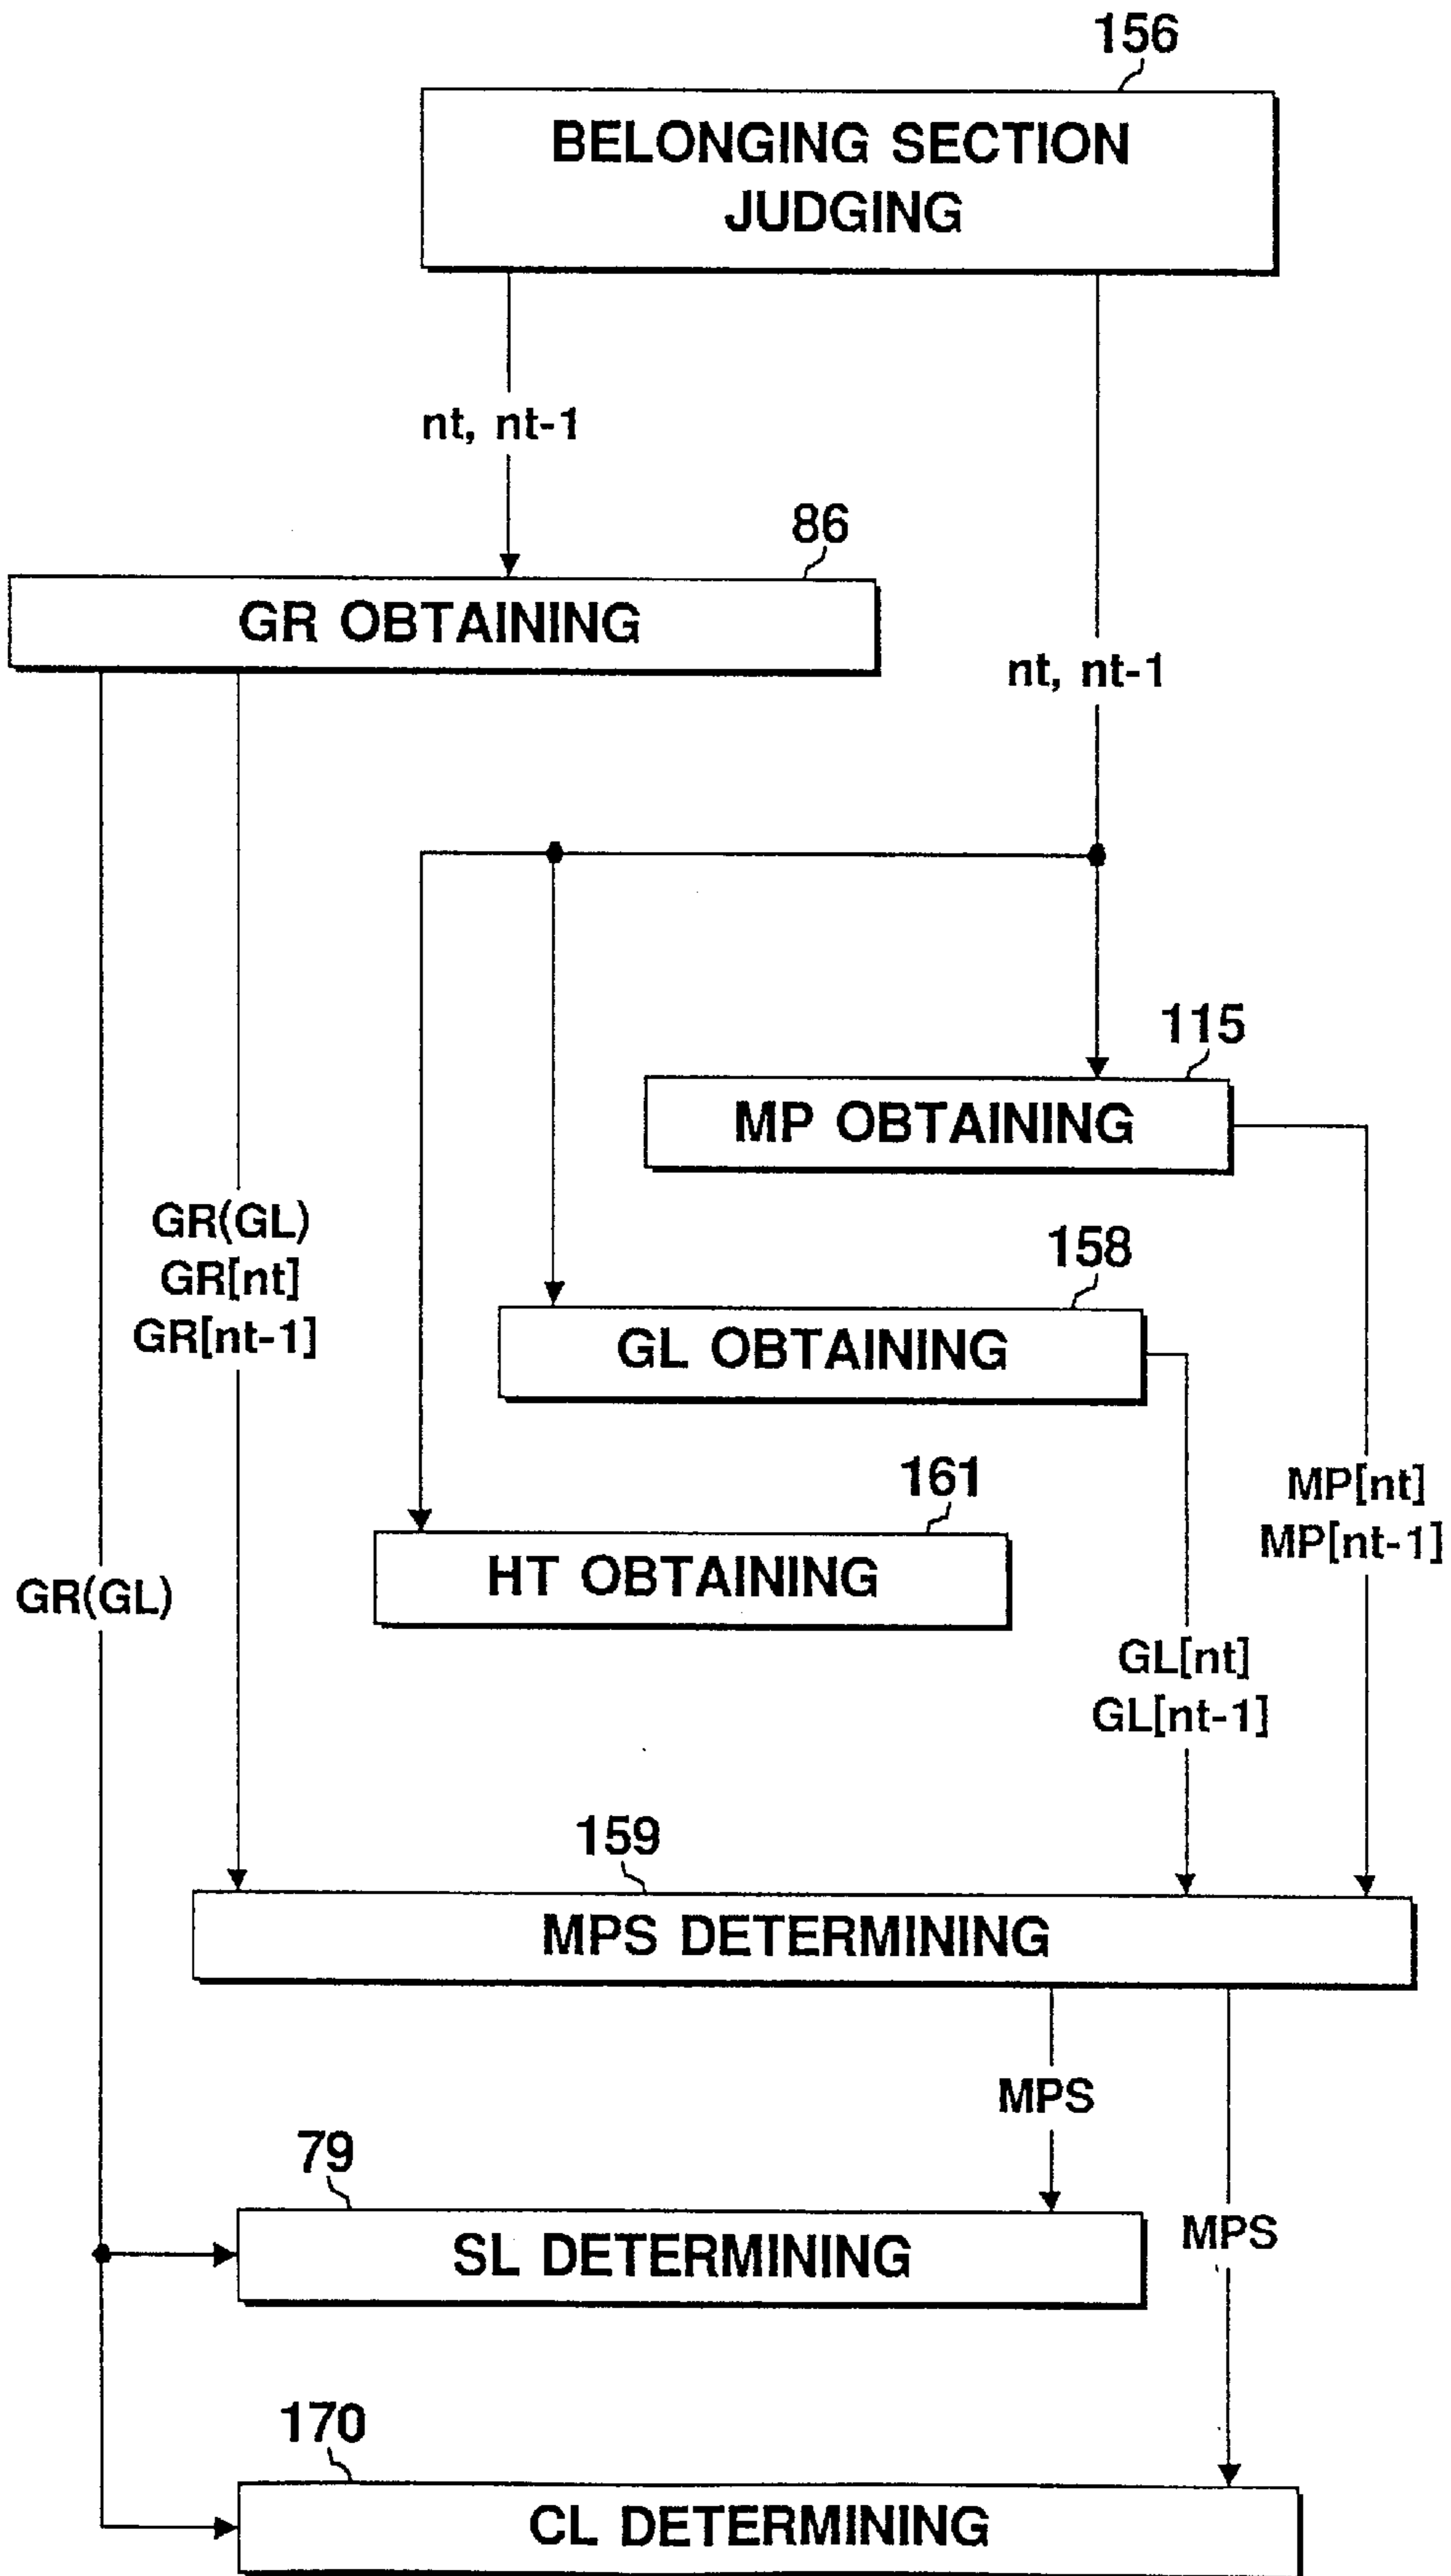 156
BELONGING SECTION
JUDGING
nt, nt-1
86
GR OBTAINING
nt, nt-1
115
MP OBTAINING
GR(GL)
GR[nt]
GR[nt-1]
158
GL OBTAINING
161
HT OBTAINING
MP[nt]
MP[nt-1]
GR(GL)
GL[nt]
GL[nt-1]
159
MPS DETERMINING
MPS
79
SL DETERMINING
MPS
170
CL DETERMINING